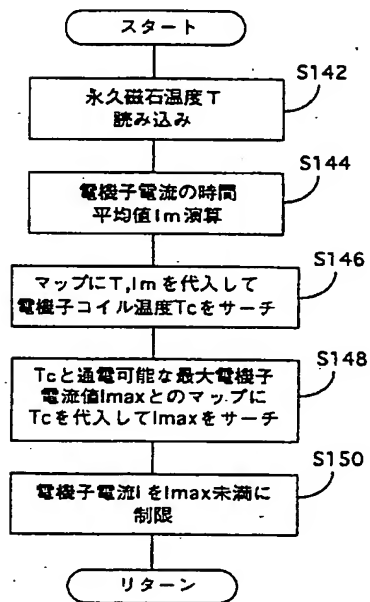 スタート
S142
永久磁石温度T
読み込み
S144
電機子電流の時間
平均値Im演算
S146
マップにT,Imを代入して
電機子コイル温度Tcをサーチ
S148
Tcと通電可能な最大電機子
電流値Imaxとのマップに
Tcを代入してImaxをサーチ
S150
電機子電流IをImax未満に
制限
リターン